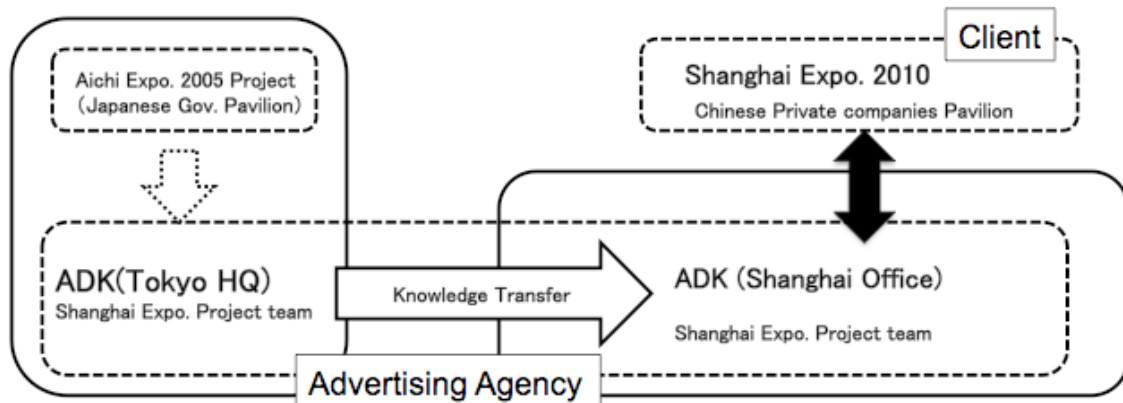 Client
Aichi Expo. 2005 Project
(Japanese Gov. Pavilion)
Shanghai Expo. 2010
Chinese Private companies Pavilion
ADK(Tokyo HQ)
Shanghai Expo. Project team
Knowledge Transfer
ADK (Shanghai Office)
Shanghai Expo. Project team
Advertising Agency